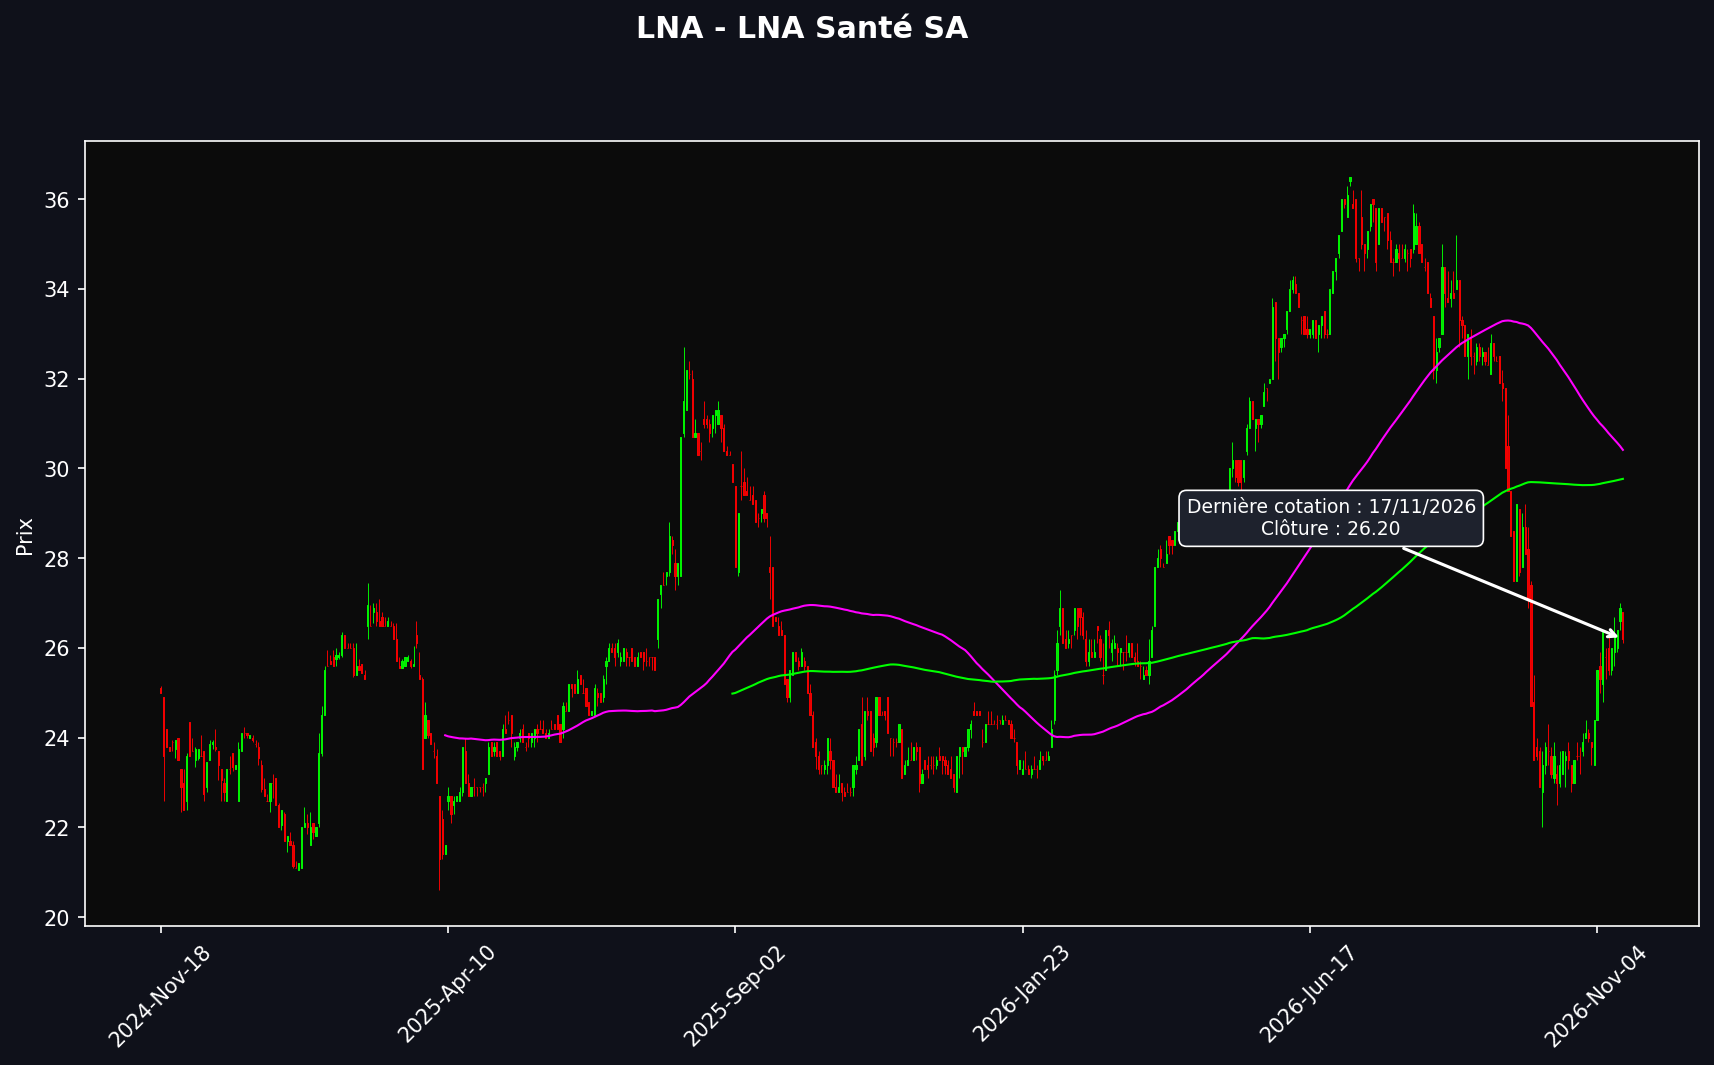 LNA - LNA Santé SA
Prix
36
34
32
30
28
26
24
22
20
Dernière cotation : 17/11/2026
Clôture : 26.20
2024-Nov-18
2025-Apr-10
2025-Sep-02
2026-Jan-23
2026-Jun-17
2026-Nov-04